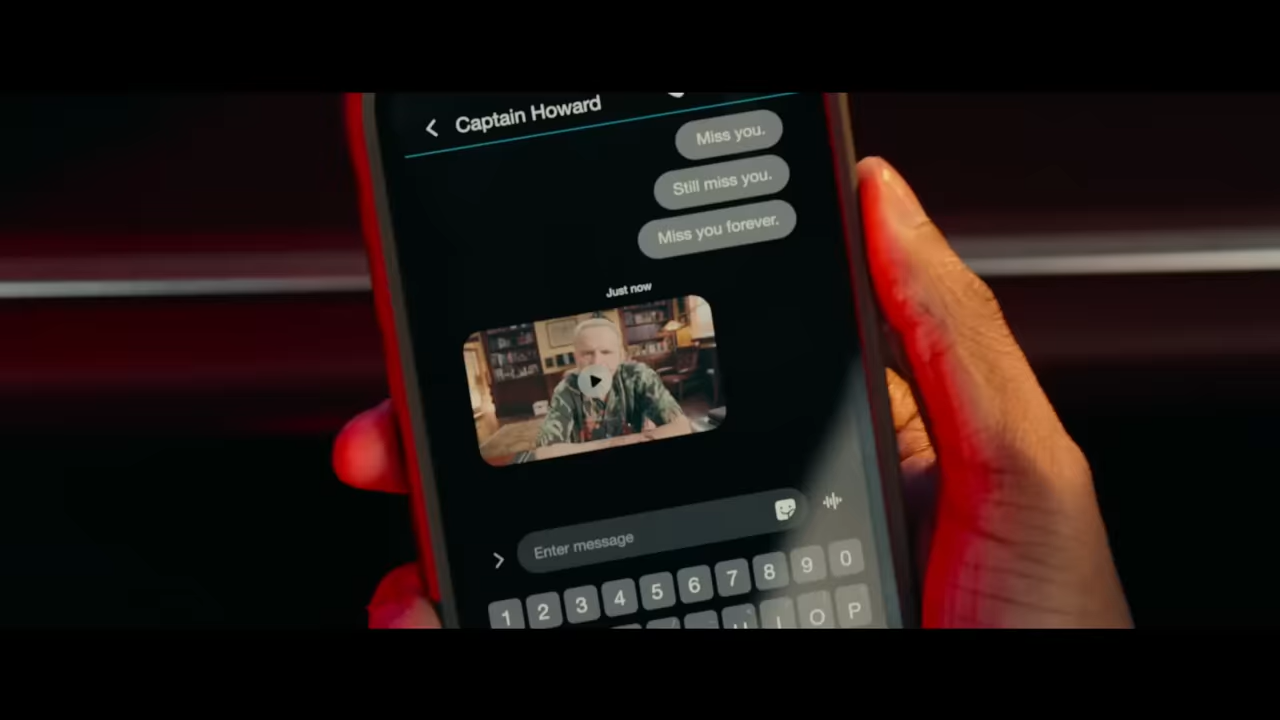 Captain Howard
Miss you.
Still miss you.
Miss you forever.
Just now
Enter message
1 2 3 4 5 6 7 8 9 0
U I O P